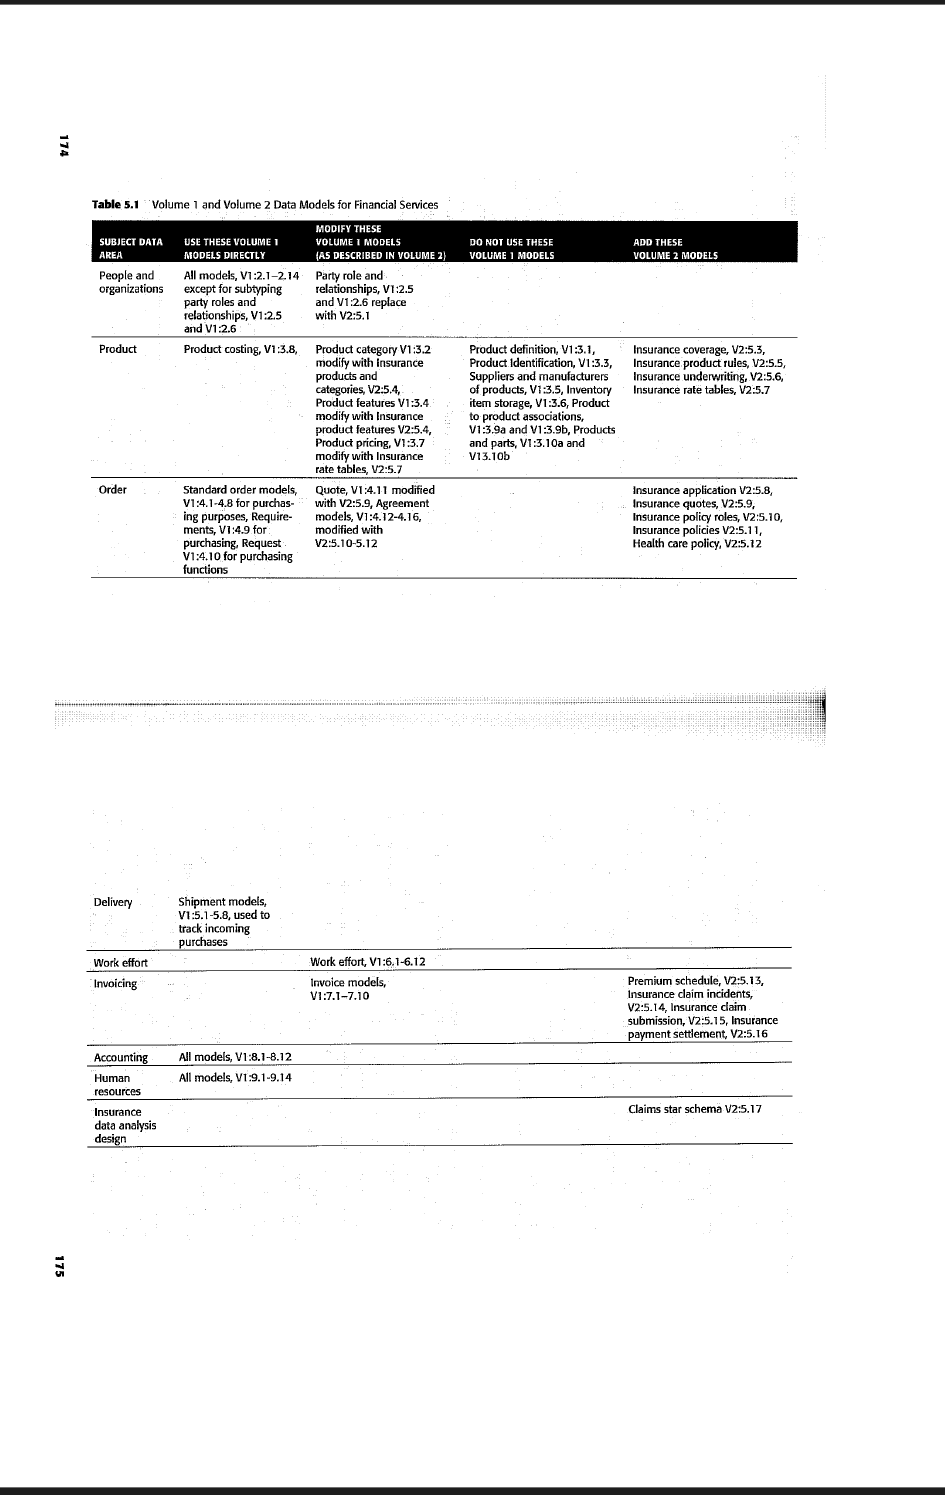 174
Table 5.1 Volume 1 and Volume 2 Data Models for Financial Services
SUBJECT DATA
AREA
USE THESE VOLUME 1
MODELS DIRECTLY
MODIFY THESE
VOLUME 1 MODELS
(AS DESCRIBED IN VOLUME 2)
DO NOT USE THESE
VOLUME 1 MODELS
ADD THESE
VOLUME 2 MODELS
People and
organizations
All models, V1:2.1–2.14
except for subtyping
party roles and
relationships, V1:2.5
and V1:2.6
Party role and
relationships, V1:2.5
and V1:2.6 replace
with V2:5.1
Product
Product costing, V1:3.8,
Product category V1:3.2
modify with Insurance
products and
categories, V2:5.4,
Product features V1:3.4
modify with Insurance
product features V2:5.4,
Product pricing, V1:3.7
modify with Insurance
rate tables, V2:5.7
Product definition, V1:3.1,
Product Identification, V1:3.3,
Suppliers and manufacturers
of products, V1:3.5, Inventory
item storage, V1:3.6, Product
to product associations,
V1:3.9a and V1:3.9b, Products
and parts, V1:3.10a and
V13.10b
Insurance coverage, V2:5.3,
Insurance product rules, V2:5.5,
Insurance underwriting, V2:5.6,
Insurance rate tables, V2:5.7
Order
Standard order models,
V1:4.1-4.8 for purchas-
ing purposes, Require-
ments, V1:4.9 for
purchasing, Request
V1:4.10 for purchasing
functions
Quote, V1:4.11 modified
with V2:5.9, Agreement
models, V1:4.12-4.16,
modified with
V2:5.10-5.12
Insurance application V2:5.8,
Insurance quotes, V2:5.9,
Insurance policy roles, V2:5.10,
Insurance policies V2:5.11,
Health care policy, V2:5.12
Delivery
Shipment models,
V1:5.1-5.8, used to
track incoming
purchases
Work effort
Work effort, V1:6.1-6.12
Invoicing
Invoice models,
V1:7.1–7.10
Premium schedule, V2:5.13,
Insurance claim incidents,
V2:5.14, Insurance claim
submission, V2:5.15, Insurance
payment settlement, V2:5.16
Accounting
All models, V1:8.1-8.12
Human
resources
All models, V1:9.1-9.14
Insurance
data analysis
design
Claims star schema V2:5.17
175